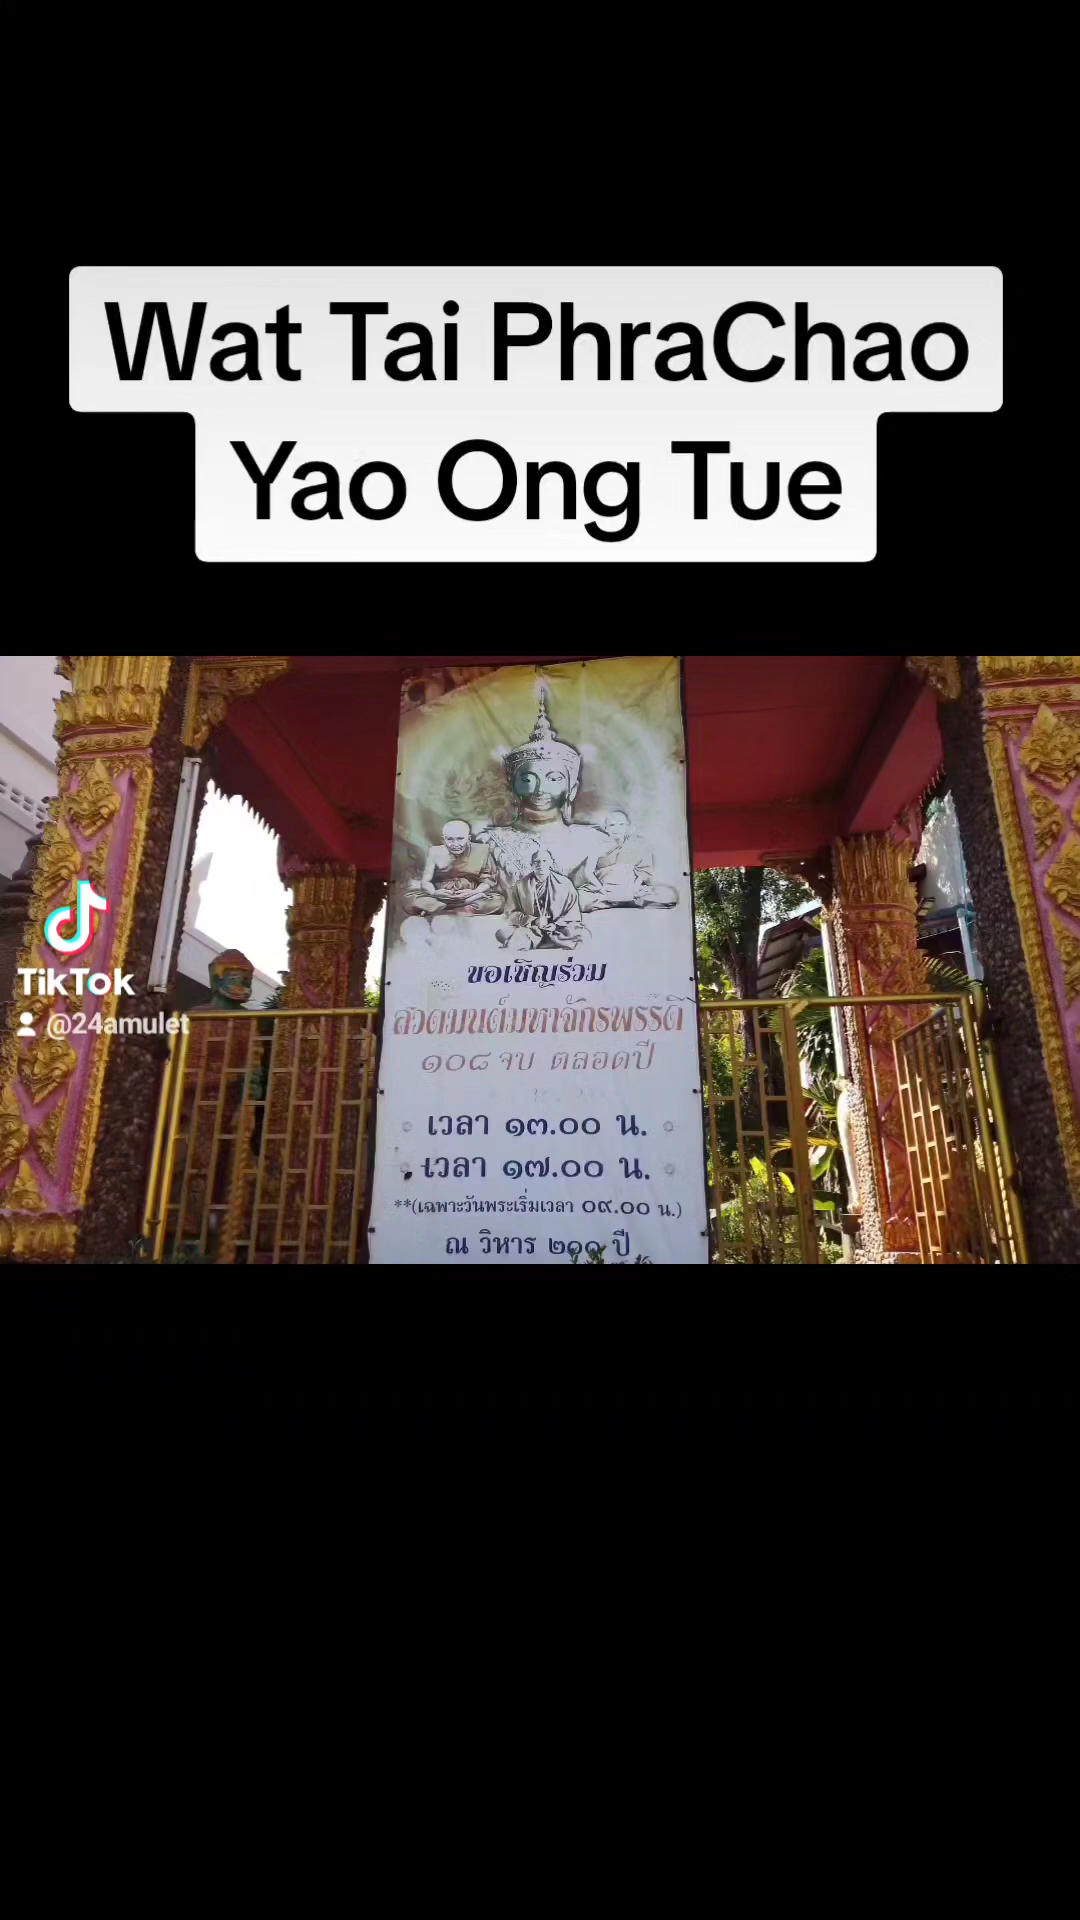 Wat Tai PhraChao
Yao Ong Tue
TikTok
@24amulet
ขอเชิญร่วม
สวดมนต์มหาจักรพรรดิ
๑๐๘ จบ ตลอดปี
เวลา ๑๓.๐๐ น.
เวลา ๑๗.๐๐ น.
**(เฉพาะวันพระเริ่มเวลา ๐๙.๐๐ น.)
ณ วิหาร ๒๑๑ ปี